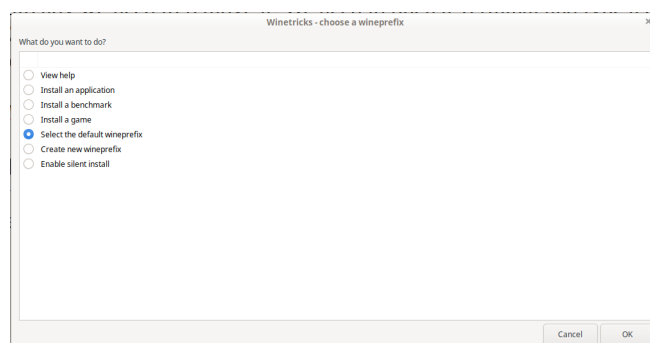 Winetricks - choose a wineprefix
What do you want to do?
View help
Install an application
Install a benchmark
Install a game
Select the default wineprefix
Create new wineprefix
Enable silent install
Cancel
OK